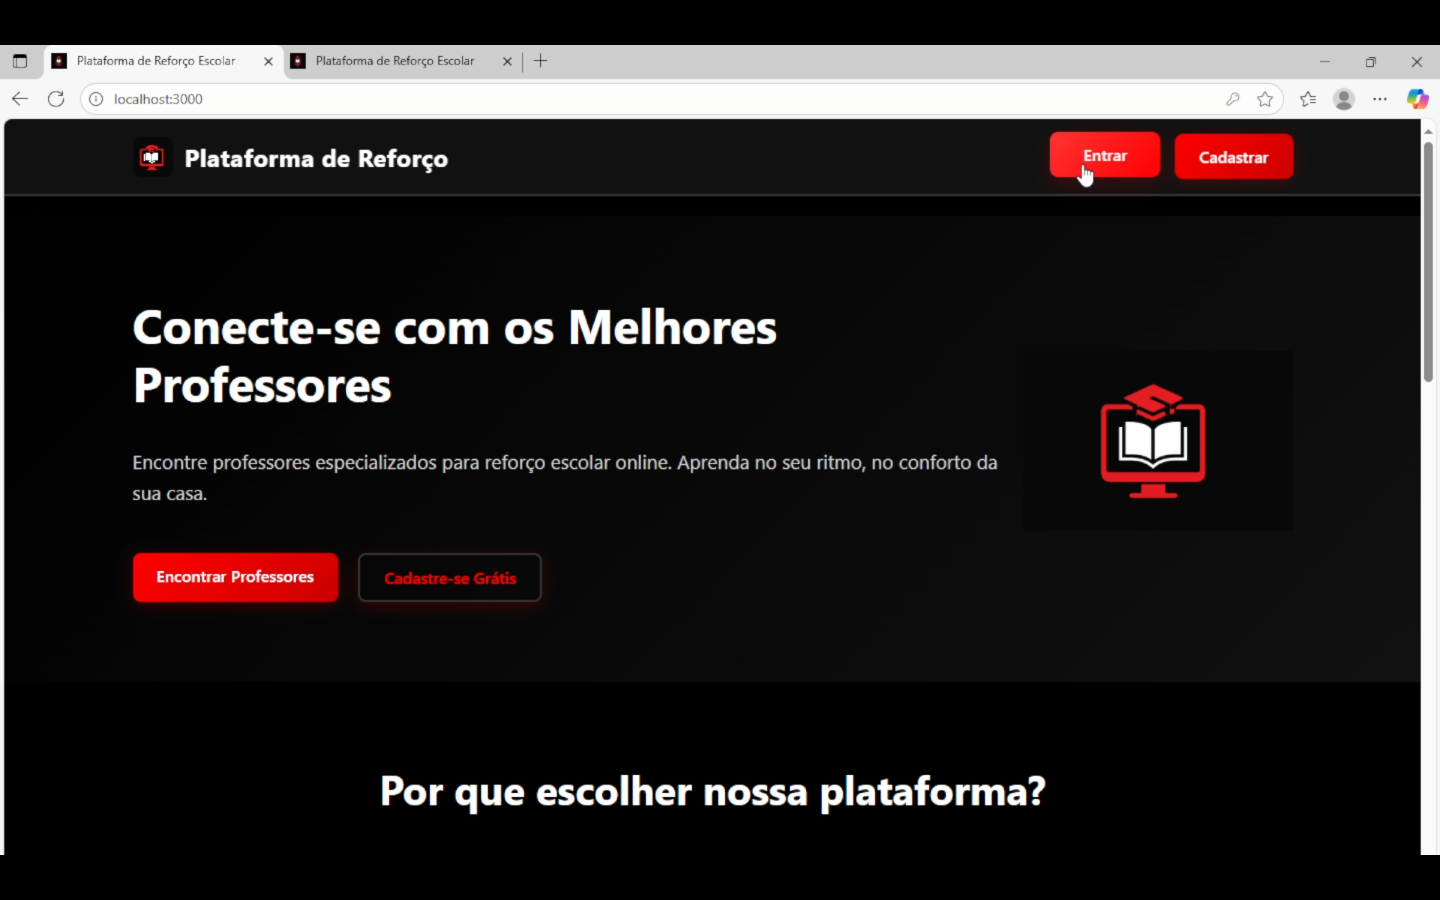 Plataforma de Reforço Escolar
Plataforma de Reforço Escolar
localhost:3000
Plataforma de Reforço
Entrar
Cadastrar
Conecte-se com os Melhores
Professores
Encontre professores especializados para reforço escolar online. Aprenda no seu ritmo, no conforto da
sua casa.
Encontrar Professores
Cadastre-se Grátis
Por que escolher nossa plataforma?